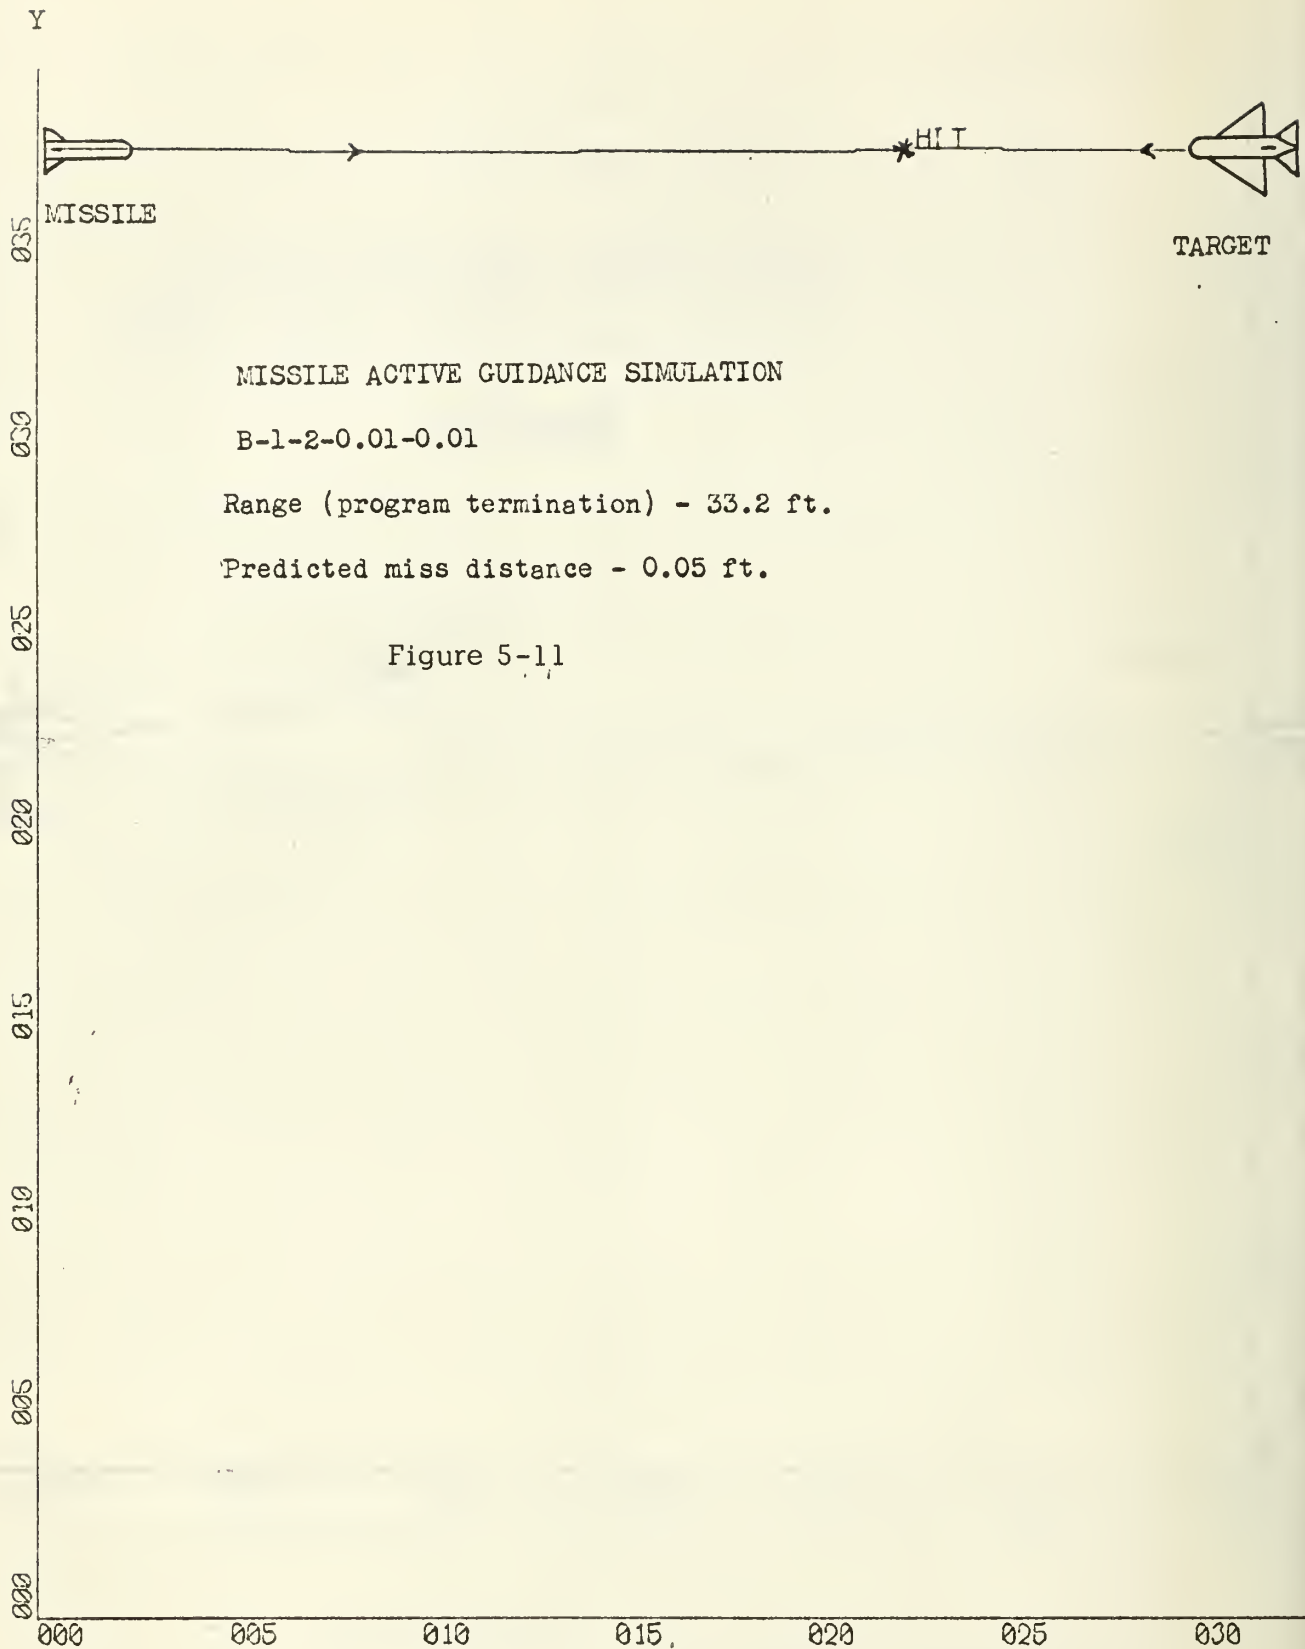 Y
HIT
MISSILE
TARGET
035
MISSILE ACTIVE GUIDANCE SIMULATION
B-1-2-0.01-0.01
030
Range (program termination) - 33.2 ft.
Predicted miss distance - 0.05 ft.
025
Figure 5-11
020
015
010
005
000
000 005 010 015 020 025 030